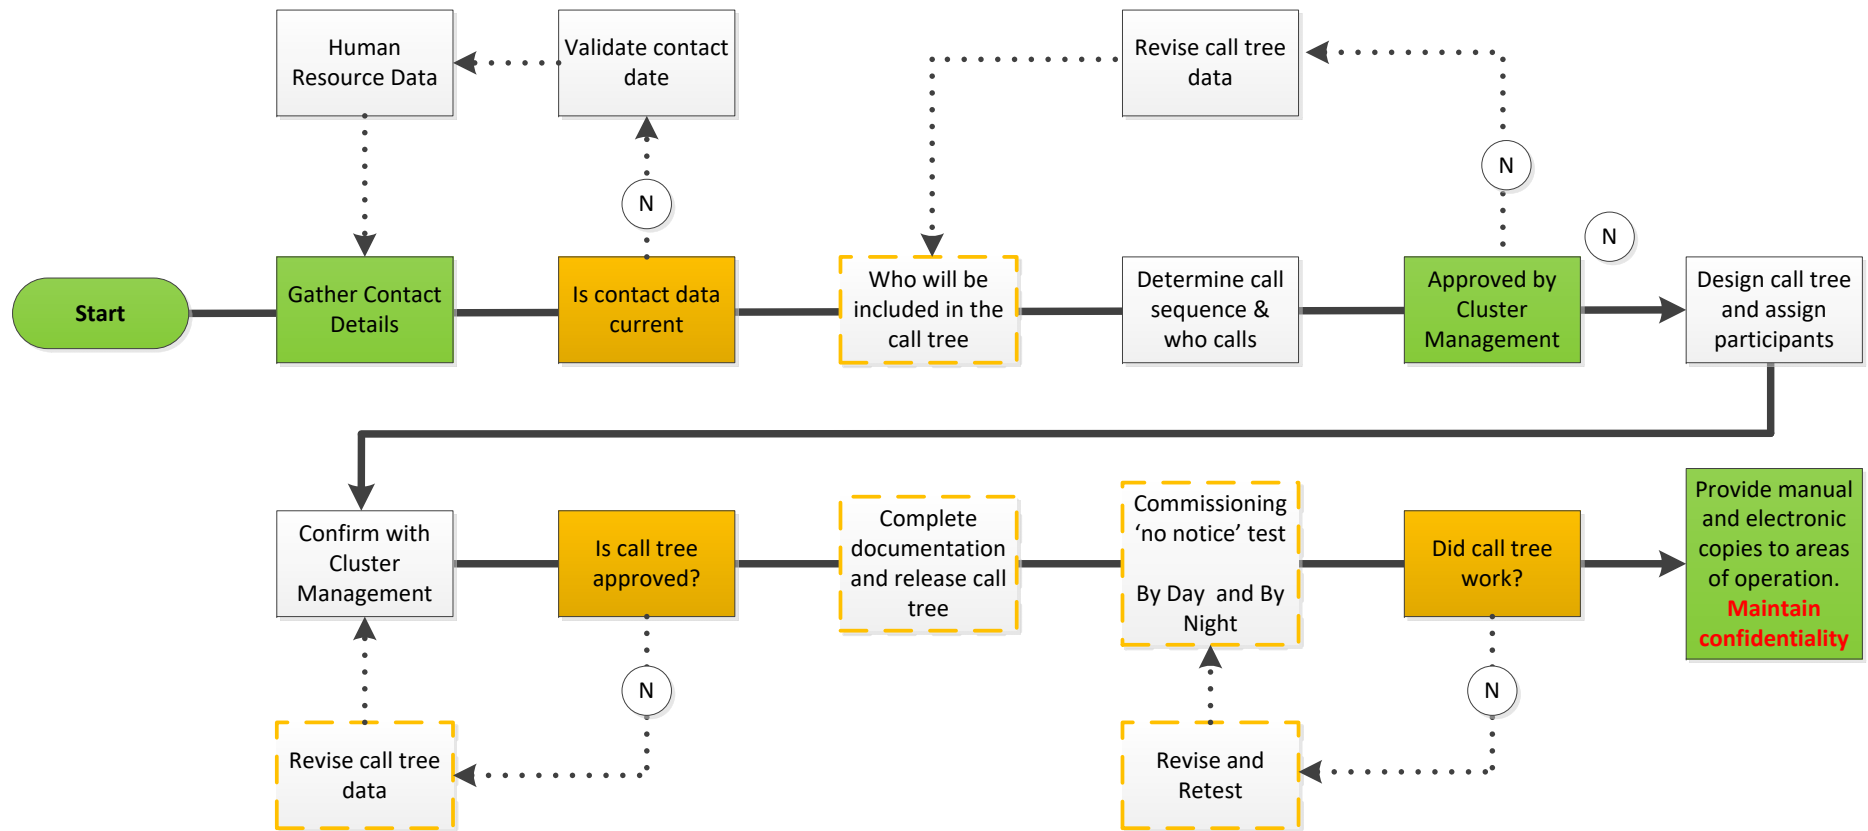 Human
Resource Data
Validate contact
date
Revise call tree
data
N
N
N
Start
Gather Contact
Details
Is contact data
current
Who will be
included in the
call tree
Determine call
sequence &
who calls
Approved by
Cluster
Management
Design call tree
and assign
participants
Confirm with
Cluster
Management
Is call tree
approved?
Complete
documentation
and release call
tree
Commissioning
‘no notice’ test
By Day  and By
Night
Did call tree
work?
Provide manual
and electronic
copies to areas
of operation.
Maintain
confidentiality
N
N
Revise call tree
data
Revise and
Retest